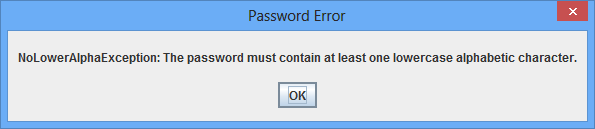 Password Error
NoLowerAlphaException: The password must contain at least one lowercase alphabetic character.
OK